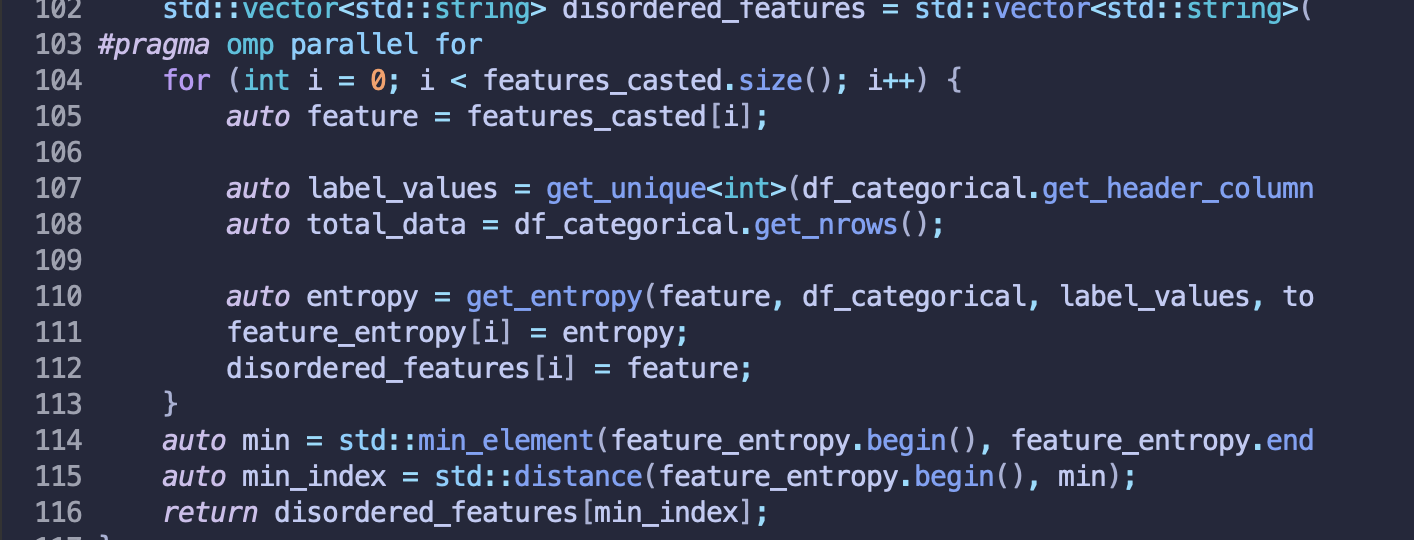 102     std::vector<std::string> disordered_features = std::vector<std::string>(
103 #pragma omp parallel for
104     for (int i = 0; i < features_casted.size(); i++) {
105         auto feature = features_casted[i];
106
107         auto label_values = get_unique<int>(df_categorical.get_header_column
108         auto total_data = df_categorical.get_nrows();
109
110         auto entropy = get_entropy(feature, df_categorical, label_values, to
111         feature_entropy[i] = entropy;
112         disordered_features[i] = feature;
113     }
114     auto min = std::min_element(feature_entropy.begin(), feature_entropy.end
115     auto min_index = std::distance(feature_entropy.begin(), min);
116     return disordered_features[min_index];
117 }